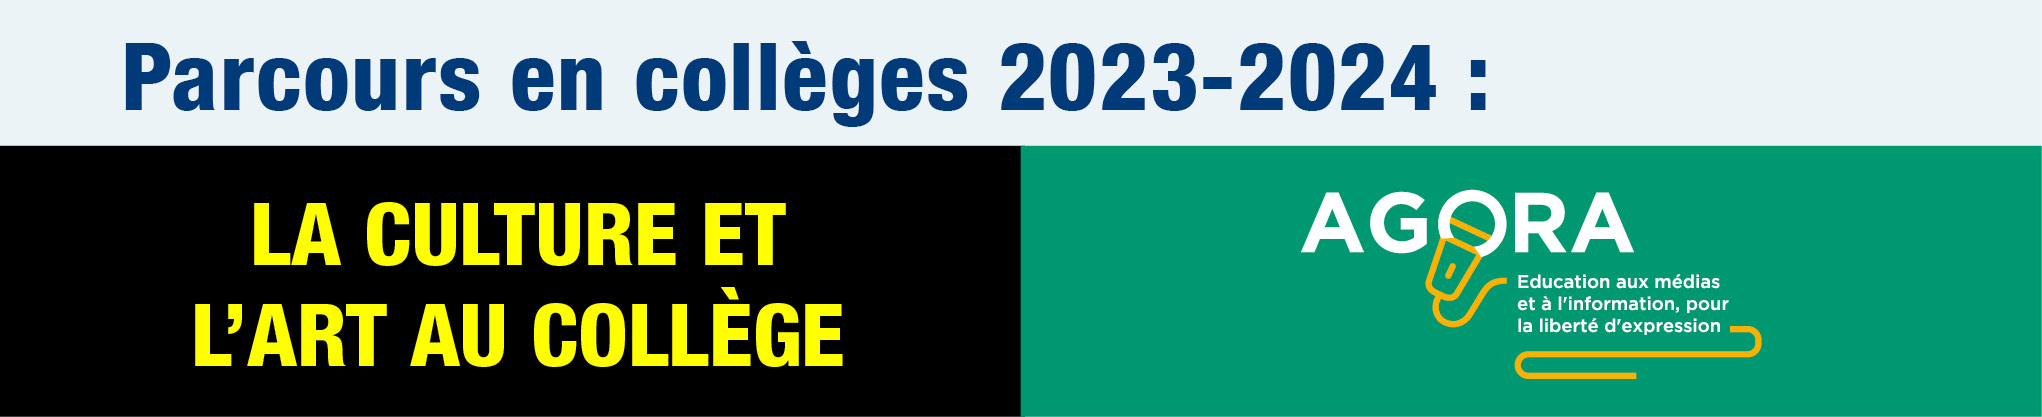 Parcours en collèges 2023-2024 :
LA CULTURE ET
L’ART AU COLLÈGE
AGORA
Education aux médias
et à l'information, pour
la liberté d'expression